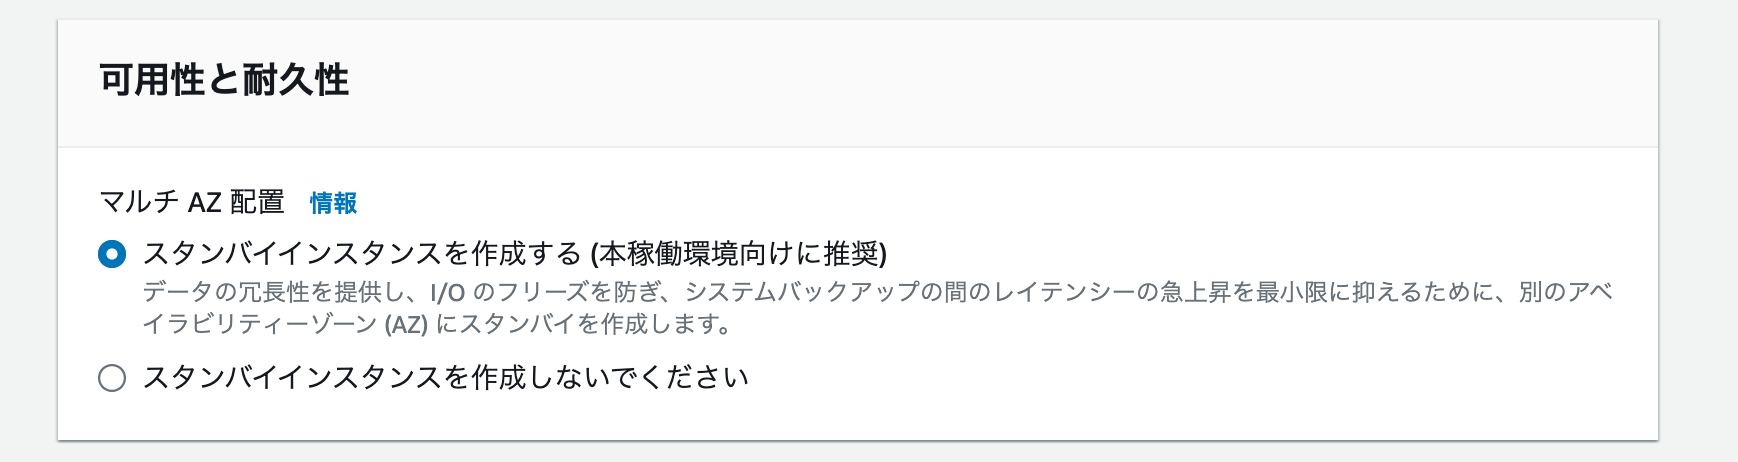 可用性と耐久性
マルチ AZ 配置 情報
スタンバイインスタンスを作成する (本稼働環境向けに推奨)
データの冗長性を提供し、I/O のフリーズを防ぎ、システムバックアップの間のレイテンシーの急上昇を最小限に抑えるために、別のアベ
イラビリティーゾーン (AZ) にスタンバイを作成します。
スタンバイインスタンスを作成しないでください